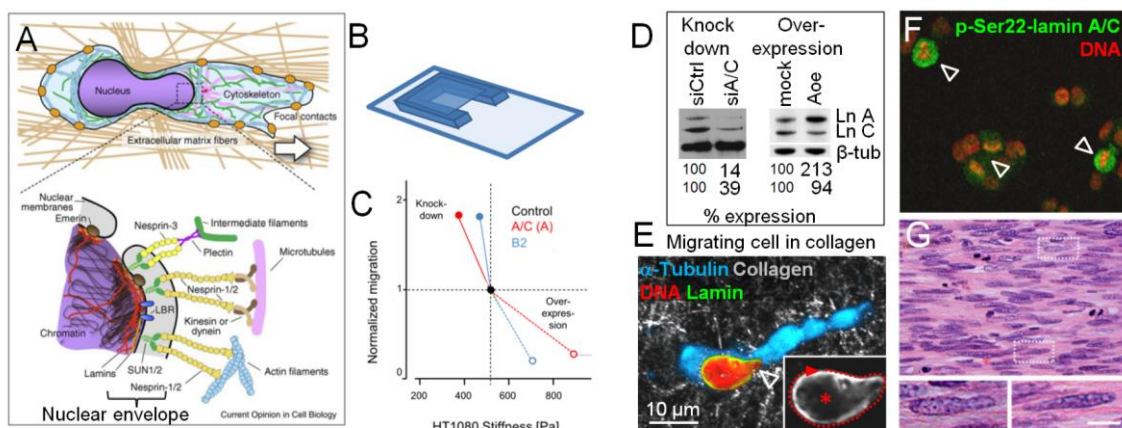 A
Nucleus
Cytoskeleton
Focal contacts
Extracellular matrix fibers
Nuclear
membranes
Emerin
Nesprin-3
Intermediate filaments
Plectin
Microtubules
Nesprin-1/2
LBR
Chromatin
Kinesin or
dynein
Lamins
SUN1/2
Nesprin-1/2
Actin filaments
Nuclear envelope
Current Opinion in Cell Biology
B
C
Normalized migration
2
1
0
Knock-
down
Control
A/C (A)
B2
Over-
expres-
sion
200 400 600 800
HT1080 Stiffness [Pa]
D
Knock Over-
down expression
siCtrl siA/C mock Aoe
Ln A
Ln C
β-tub
100 14 100 213
100 39 100 94
% expression
E
Migrating cell in collagen
α-Tubulin Collagen
DNA Lamin
*
10 µm
F
p-Ser22-lamin A/C
DNA
G